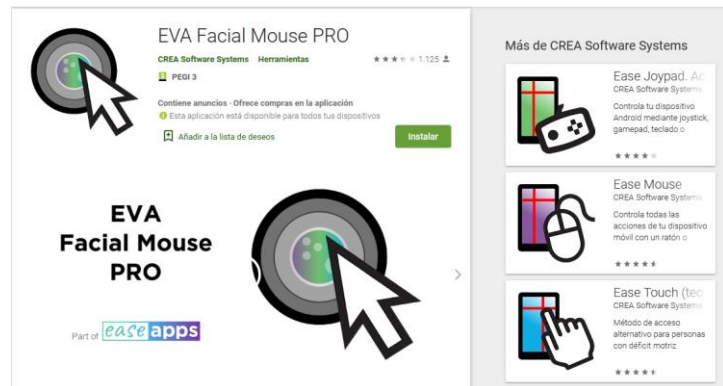 EVA Facial Mouse PRO
CREA Software Systems Herramientas
1.125
PEGI 3
Contiene anuncios · Ofrece compras en la aplicación
Esta aplicación está disponible para todos tus dispositivos
Añadir a la lista de deseos
Instalar
EVA
Facial Mouse
PRO
Part of ease apps
Más de CREA Software Systems
Ease Joypad. Ac
CREA Software Systems
Controla tu dispositivo
Android mediante joystick,
gamepad, teclado o
Ease Mouse
CREA Software Systems
Controla todas las
acciones de tu dispositivo
móvil con un ratón o
Ease Touch (tec
CREA Software Systems
Método de acceso
alternativo para personas
con déficit motriz